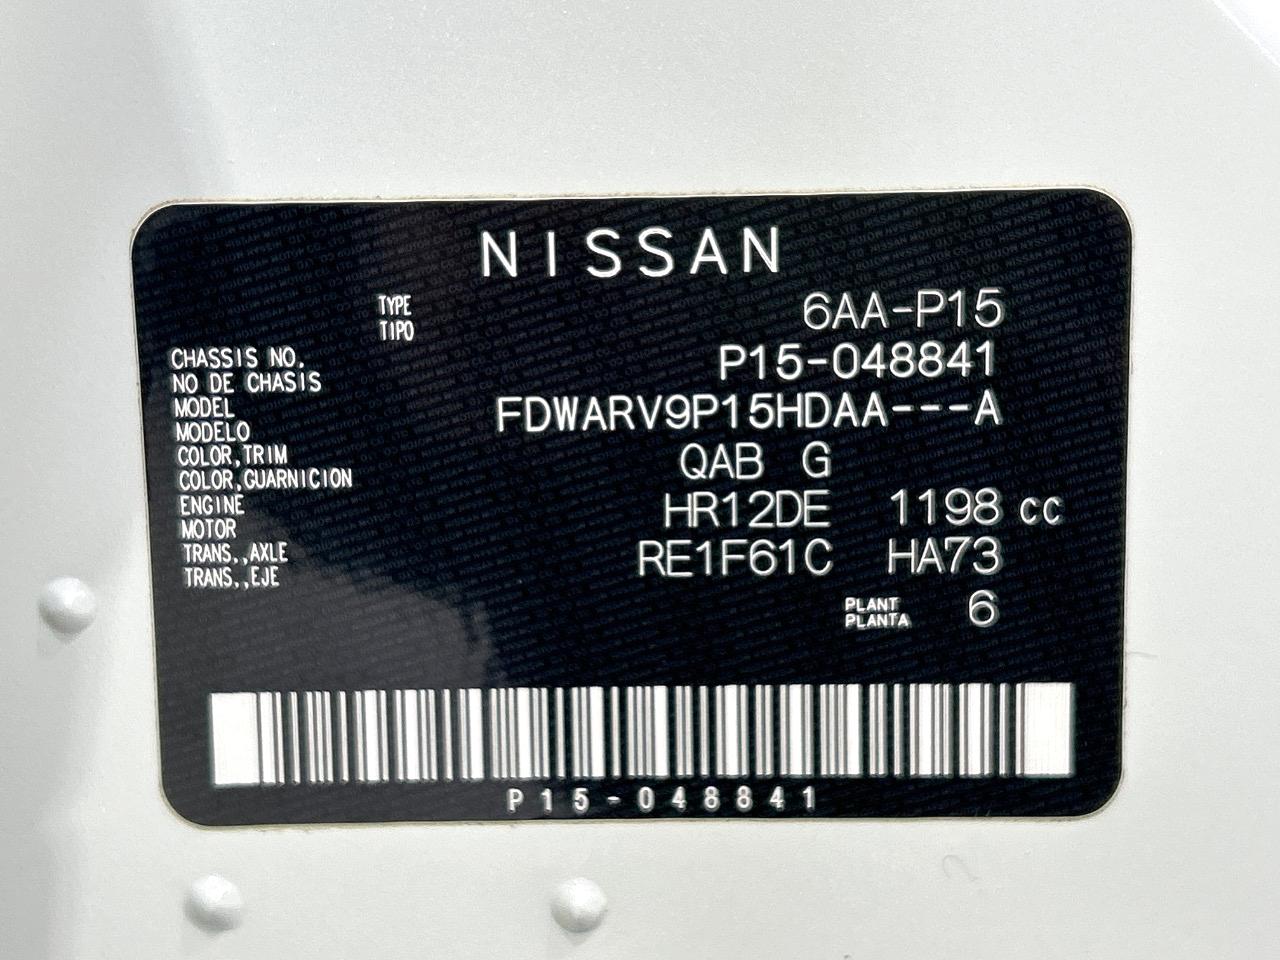 NISSAN
TYPE 6AA-P15
TIPO
CHASSIS NO. P15-048841
NO DE CHASIS
MODEL FDWARV9P15HDAA---A
MODELO
COLOR,TRIM QAB G
COLOR,GUARNICION
ENGINE HR12DE 1198 cc
MOTOR
TRANS,,AXLE RE1F61C HA73
TRANS,,EJE
PLANT 6
PLANTA
P15-048841